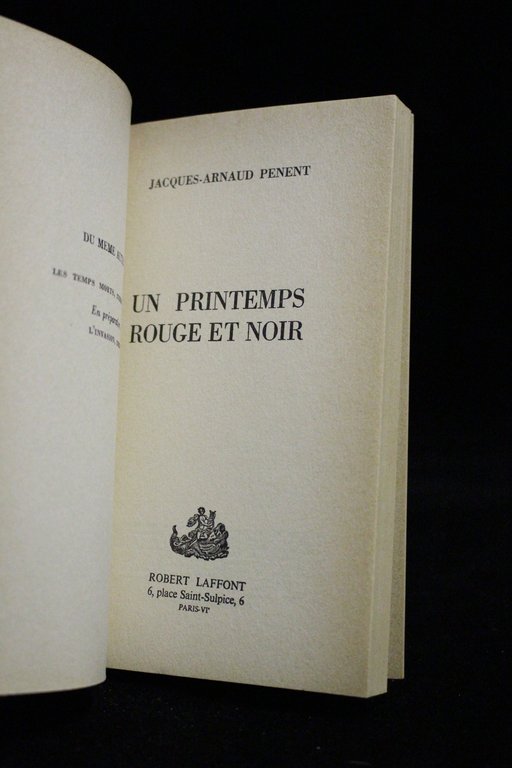 DU MEME
LES TEMPS MORTS,
En
L'INVASION,
JACQUES-ARNAUD PENENT
UN PRINTEMPS
ROUGE ET NOIR
ROBERT LAFFONT
6, place Saint-Sulpice, 6
PARIS-VIᵉ